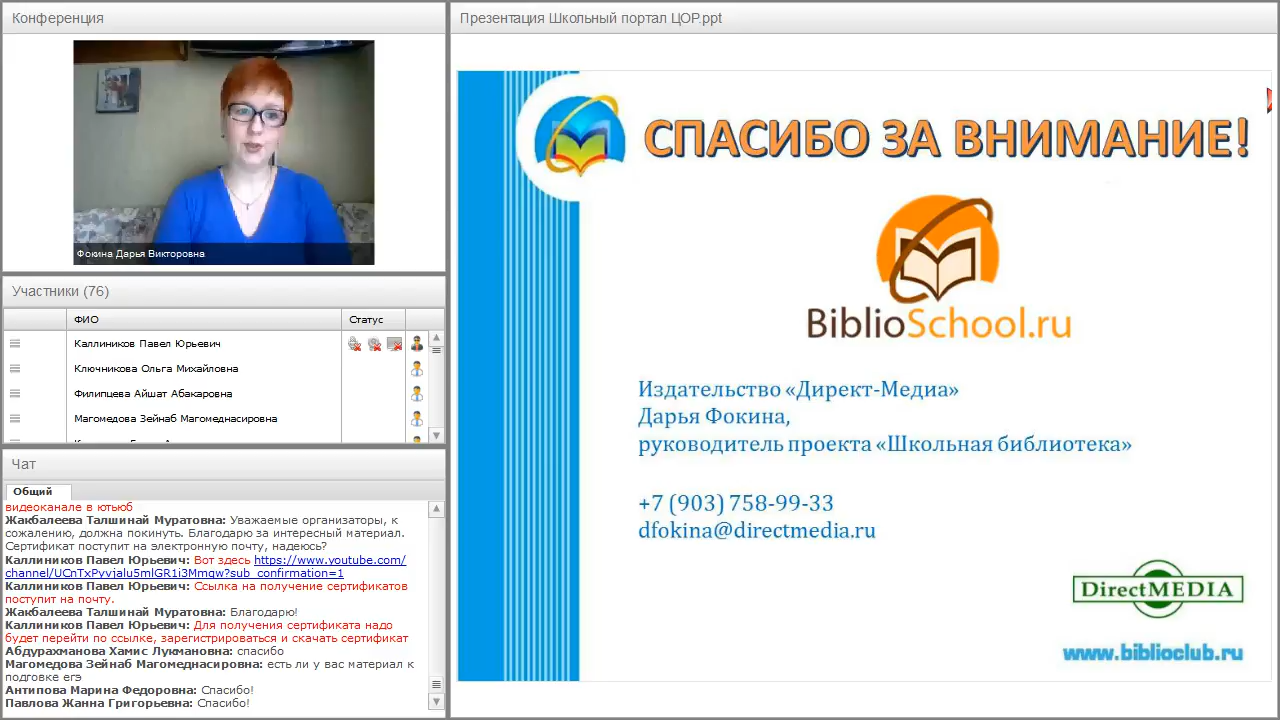 Конференция
Фокина Дарья Викторовна
Участники (76)
ФИО
Статус
Каллиников Павел Юрьевич
Ключникова Ольга Михайловна
Филипцева Айшат Абакаровна
Магомедова Зейнаб Магомеднасировна
Чат
Общий
видеоканале в ютьюб
Жакбалеева Талшинай Муратовна: Уважаемые организаторы, к
сожалению, должна покинуть. Благодарю за интересный материал.
Сертификат поступит на электронную почту, надеюсь?
Каллиников Павел Юрьевич: Вот здесь https://www.youtube.com/
channel/UCnTxPyvjalu5mlGR1i3Mmqw?sub_confirmation=1
Каллиников Павел Юрьевич: Ссылка на получение сертификатов
поступит на почту.
Жакбалеева Талшинай Муратовна: Благодарю!
Каллиников Павел Юрьевич: Для получения сертификата надо
будет перейти по ссылке, зарегистрироваться и скачать сертификат
Абдурахманова Хамис Лукмановна: спасибо
Магомедова Зейнаб Магомеднасировна: есть ли у вас материал к
подговке егэ
Антипова Марина Федоровна: Спасибо!
Павлова Жанна Григорьевна: Спасибо!
Презентация Школьный портал ЦОР.ppt
СПАСИБО ЗА ВНИМАНИЕ!
BiblioSchool.ru
Издательство «Директ-Медиа»
Дарья Фокина,
руководитель проекта «Школьная библиотека»
+7 (903) 758-99-33
dfokina@directmedia.ru
DirectMEDIA
www.biblioclub.ru